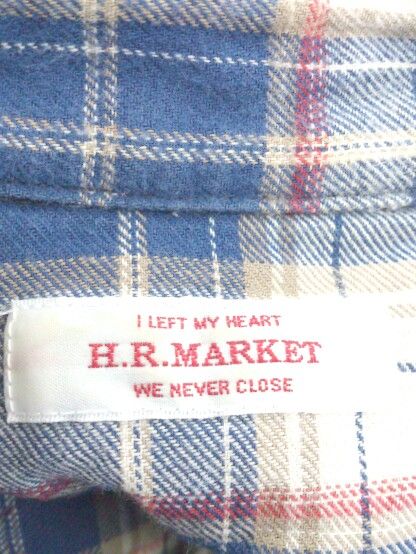 I LEFT MY HEART
H.R.MARKET
WE NEVER CLOSE